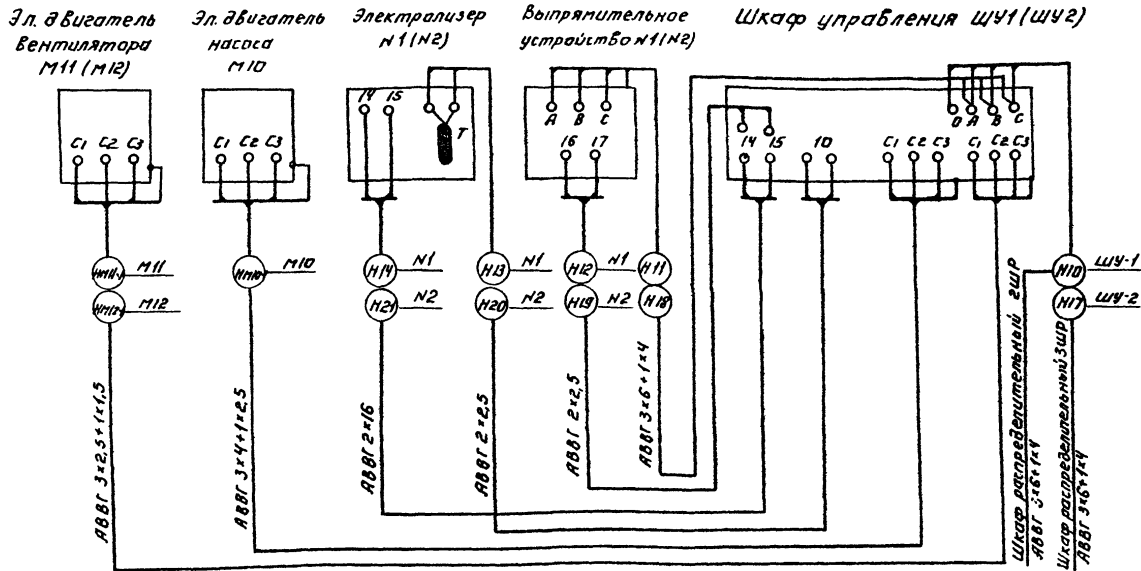 Эл. двигатель
вентилятора
М11 (М12)
Эл. двигатель
насоса
М10
Электрализер
N1 (N2)
Выпрямительное
устройство N1(N2)
Шкаф управления ШУ1 (ШУ2)
С1 С2 С3
С1 С2 С3
14 15
Т
А В С
16 17
0 А В С
14 15 10 С1 С2 С3 С1 С2 С3
М11
М12
НМ10 М10
Н14 N1
Н21 N2
Н13 N1
Н20 N2
Н12 N1
Н19 N2
Н11
Н18
Н10 ШУ-1
Н17 ШУ-2
АВВГ 3×2,5+1×1,5
АВВГ 3×4+1×2,5
АВВГ 2×16
АВВГ 2×2,5
АВВГ 2×2,5
АВВГ 3×6+1×4
Шкаф распределительный 2ШР
АВВГ 3×6+1×4
Шкаф распределительный 3ШР
АВВГ 3×6+1×4